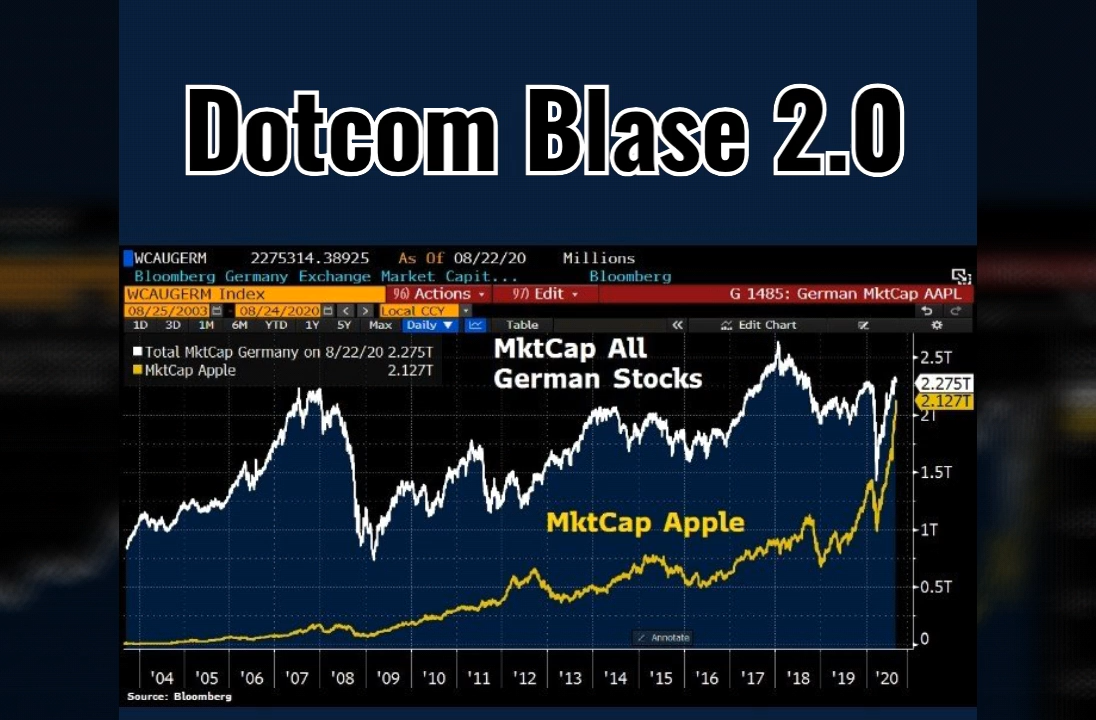 Dotcom Blase 2.0
WCAUGERM 2275314.38925 As Of 08/22/20 Millions
Bloomberg Germany Exchange Market Capit... Bloomberg
WCAUGERM Index 96) Actions 97) Edit G 1485: German MktCap AAPL
08/25/2003 - 08/24/2020 < > Local CCY
1D 3D 1M 6M YTD 1Y 5Y Max Daily ▼ Table « Edit Chart
Total MktCap Germany on 8/22/20 2.275T
MktCap Apple 2.127T
MktCap All
German Stocks
2.5T
2.275T
2.127T
2T
1.5T
MktCap Apple
1T
0.5T
Annotate
0
'04 '05 '06 '07 '08 '09 '10 '11 '12 '13 '14 '15 '16 '17 '18 '19 '20
Source: Bloomberg